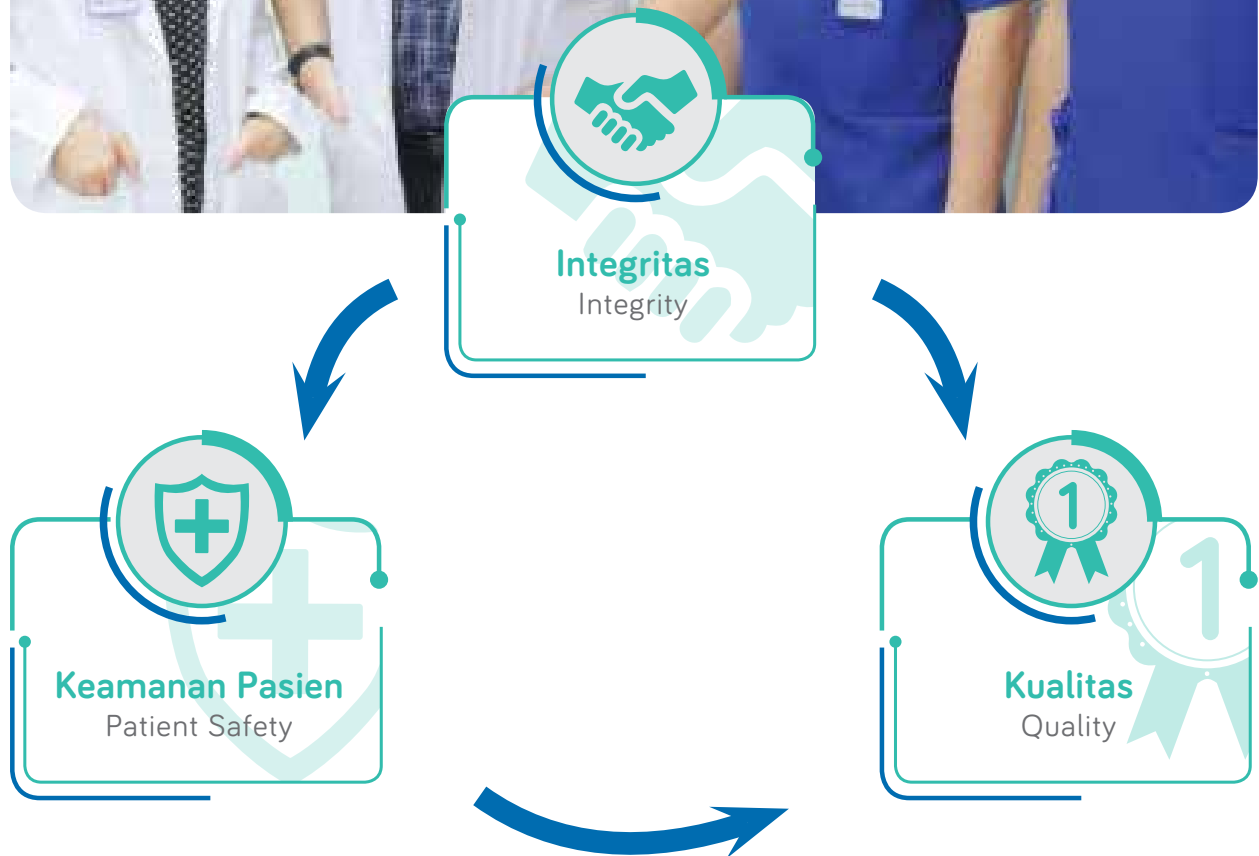 Integritas
Integrity
Keamanan Pasien
Patient Safety
1
Kualitas
Quality